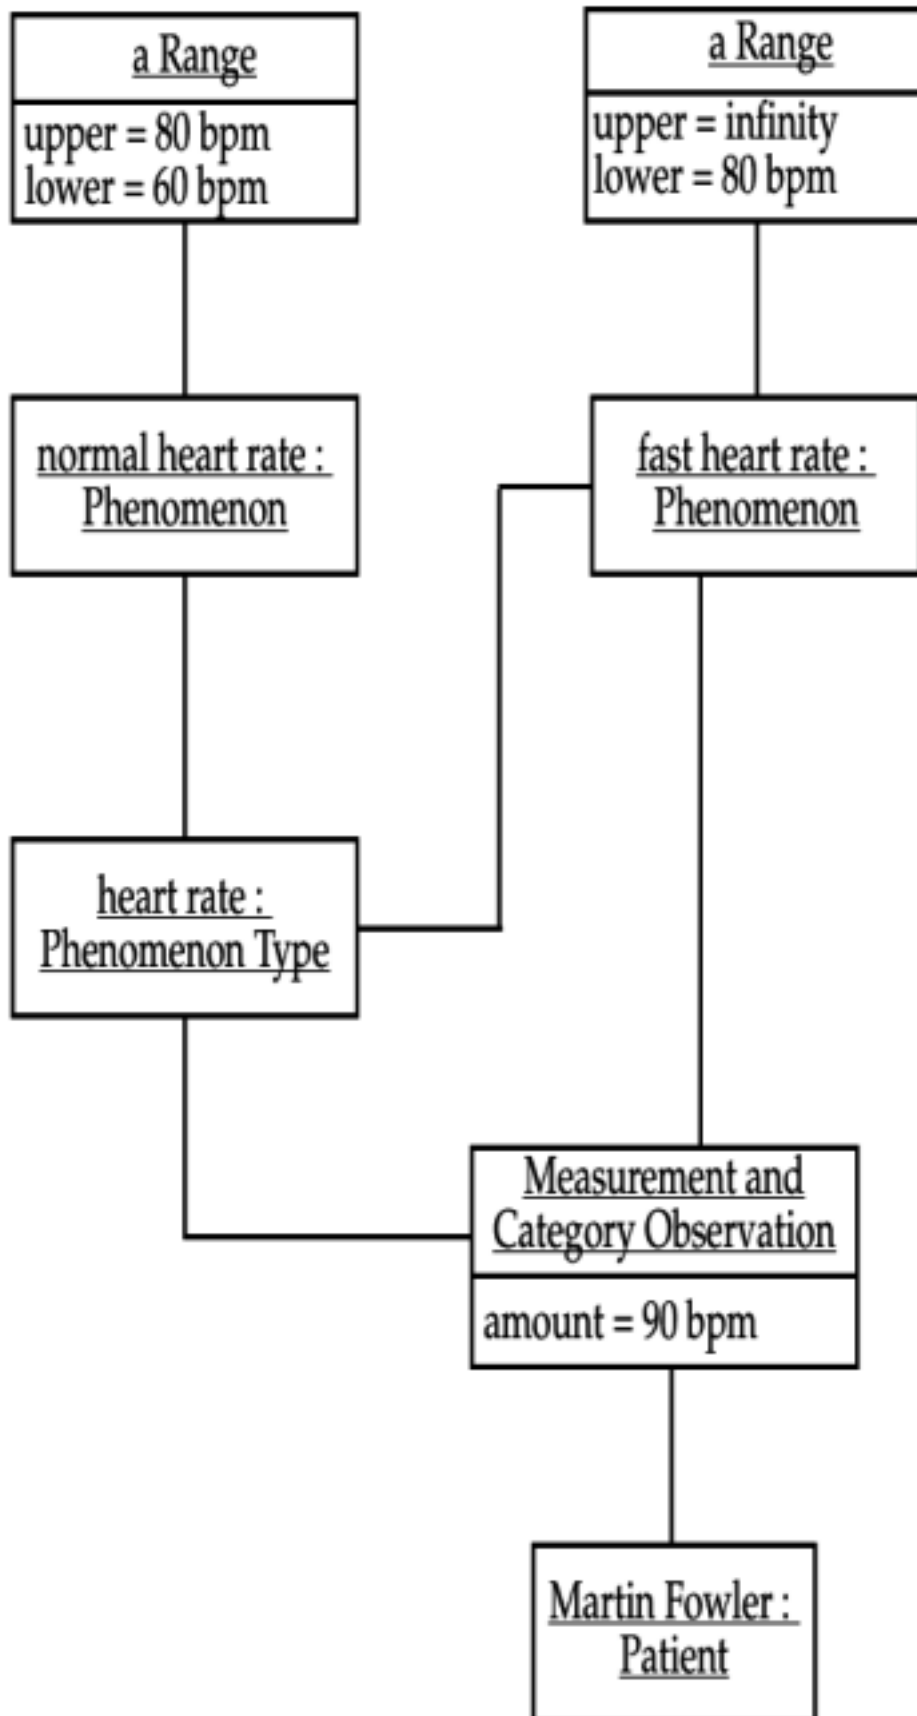 a Range
upper = 80 bpm
lower = 60 bpm
a Range
upper = infinity
lower = 80 bpm
normal heart rate :
Phenomenon
fast heart rate :
Phenomenon
heart rate :
Phenomenon Type
Measurement and
Category Observation
amount = 90 bpm
Martin Fowler :
Patient